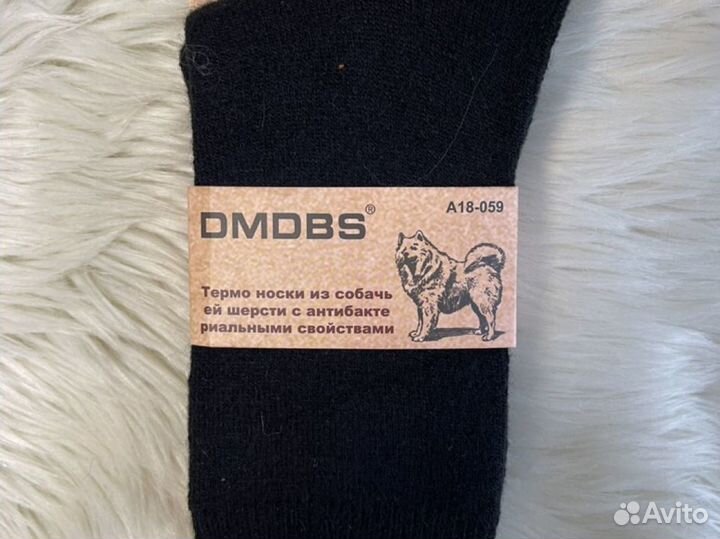 DMDBS®
A18-059
Термо носки из собачь
ей шерсти с антибакте
риальными свойствами
Avito